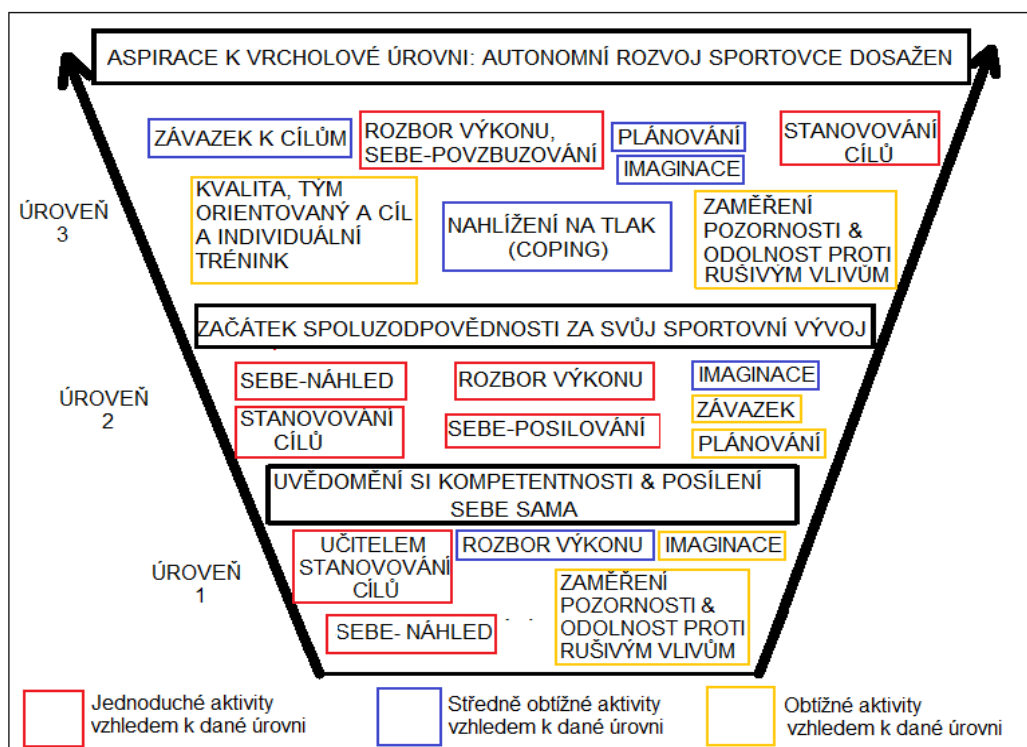 ASPIRACE K VRCHOLOVÉ ÚROVNI: AUTONOMNÍ ROZVOJ SPORTOVCE DOSAŽEN
ZÁVAZEK K CÍLŮM
ROZBOR VÝKONU,
SEBE-POVZBUZOVÁNÍ
PLÁNOVÁNÍ
IMAGINACE
STANOVOVÁNÍ
CÍLŮ
ÚROVEŇ
3
KVALITA, TÝM
ORIENTOVANÝ A CÍL
A INDIVIDUÁLNÍ
TRÉNINK
NAHLÍŽENÍ NA TLAK
(COPING)
ZAMĚŘENÍ
POZORNOSTI &
ODOLNOST PROTI
RUŠIVÝM VLIVŮM
ZAČÁTEK SPOLUZODPOVĚDNOSTI ZA SVŮJ SPORTOVNÍ VÝVOJ
ÚROVEŇ
2
SEBE-NÁHLED
ROZBOR VÝKONU
IMAGINACE
STANOVOVÁNÍ
CÍLŮ
SEBE-POSILOVÁNÍ
ZÁVAZEK
PLÁNOVÁNÍ
UVĚDOMĚNÍ SI KOMPETENTNOSTI & POSÍLENÍ
SEBE SAMA
ÚROVEŇ
1
UČITELEM
STANOVOVÁNÍ
CÍLŮ
ROZBOR VÝKONU
IMAGINACE
SEBE- NÁHLED
ZAMĚŘENÍ
POZORNOSTI &
ODOLNOST PROTI
RUŠIVÝM VLIVŮM
Jednoduché aktivity
vzhledem k dané úrovni
Středně obtížné aktivity
vzhledem k dané úrovni
Obtížné aktivity
vzhledem k dané úrovni